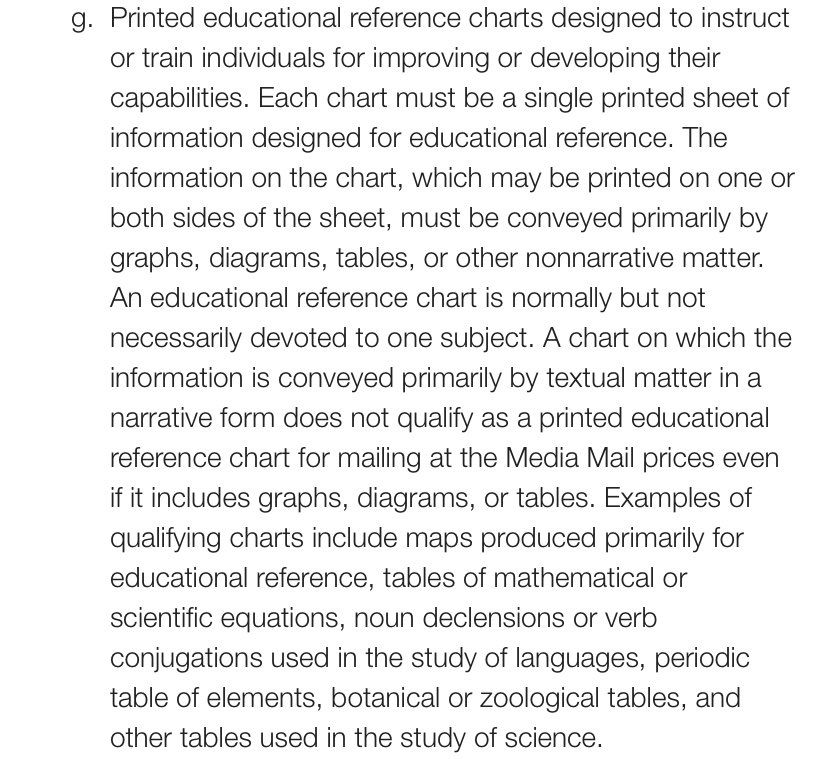 g. Printed educational reference charts designed to instruct
or train individuals for improving or developing their
capabilities. Each chart must be a single printed sheet of
information designed for educational reference. The
information on the chart, which may be printed on one or
both sides of the sheet, must be conveyed primarily by
graphs, diagrams, tables, or other nonnarrative matter.
An educational reference chart is normally but not
necessarily devoted to one subject. A chart on which the
information is conveyed primarily by textual matter in a
narrative form does not qualify as a printed educational
reference chart for mailing at the Media Mail prices even
if it includes graphs, diagrams, or tables. Examples of
qualifying charts include maps produced primarily for
educational reference, tables of mathematical or
scientific equations, noun declensions or verb
conjugations used in the study of languages, periodic
table of elements, botanical or zoological tables, and
other tables used in the study of science.